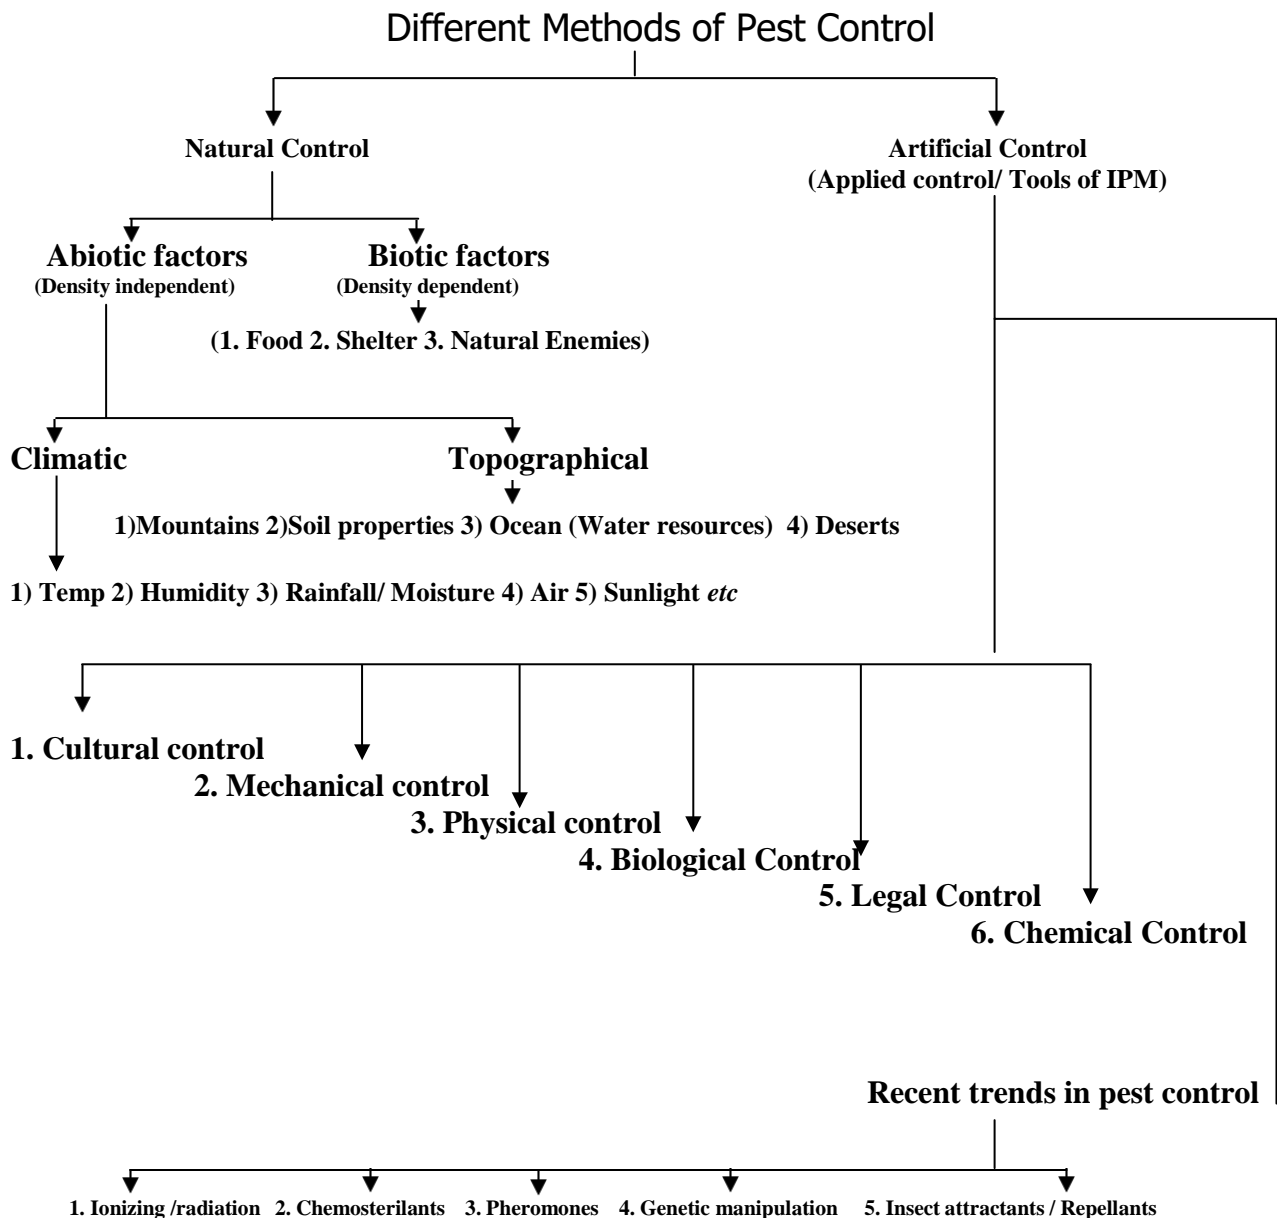 Different Methods of Pest Control
Natural Control
Artificial Control
(Applied control/ Tools of IPM)
Abiotic factors
(Density independent)
Biotic factors
(Density dependent)
(1. Food 2. Shelter 3. Natural Enemies)
Climatic
Topographical
1)Mountains 2)Soil properties 3) Ocean (Water resources) 4) Deserts
1) Temp 2) Humidity 3) Rainfall/ Moisture 4) Air 5) Sunlight etc
1. Cultural control
2. Mechanical control
3. Physical control
4. Biological Control
5. Legal Control
6. Chemical Control
Recent trends in pest control
1. Ionizing /radiation 2. Chemosterilants 3. Pheromones 4. Genetic manipulation 5. Insect attractants / Repellants